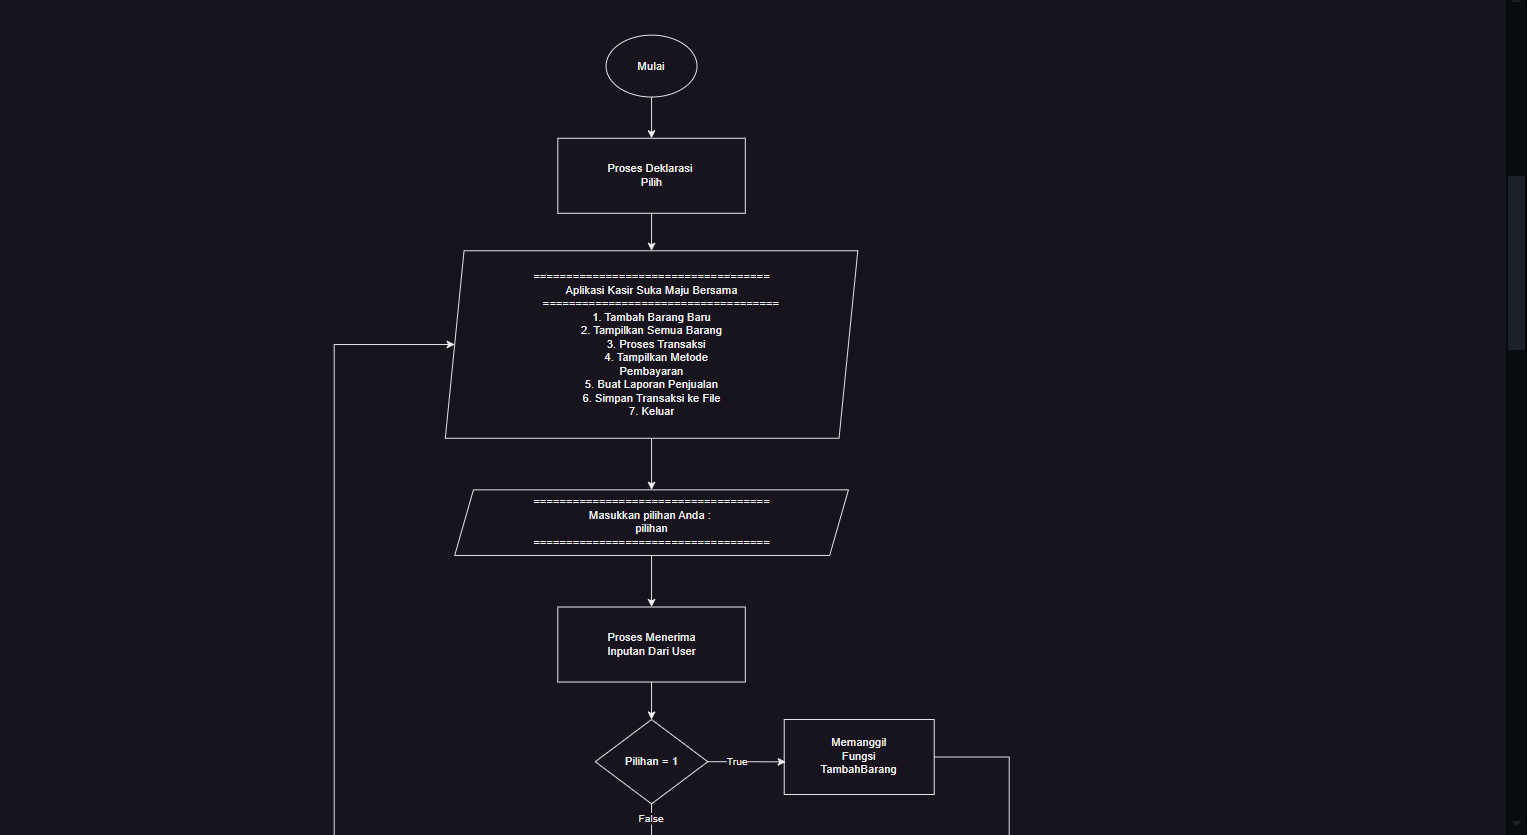 Mulai
Proses Deklarasi
Pilih
====================================
Aplikasi Kasir Suka Maju Bersama
====================================
1. Tambah Barang Baru
2. Tampilkan Semua Barang
3. Proses Transaksi
4. Tampilkan Metode
Pembayaran
5. Buat Laporan Penjualan
6. Simpan Transaksi ke File
7. Keluar
====================================
Masukkan pilihan Anda :
pilihan
====================================
Proses Menerima
Inputan Dari User
Pilihan = 1
True
Memanggil
Fungsi
TambahBarang
False